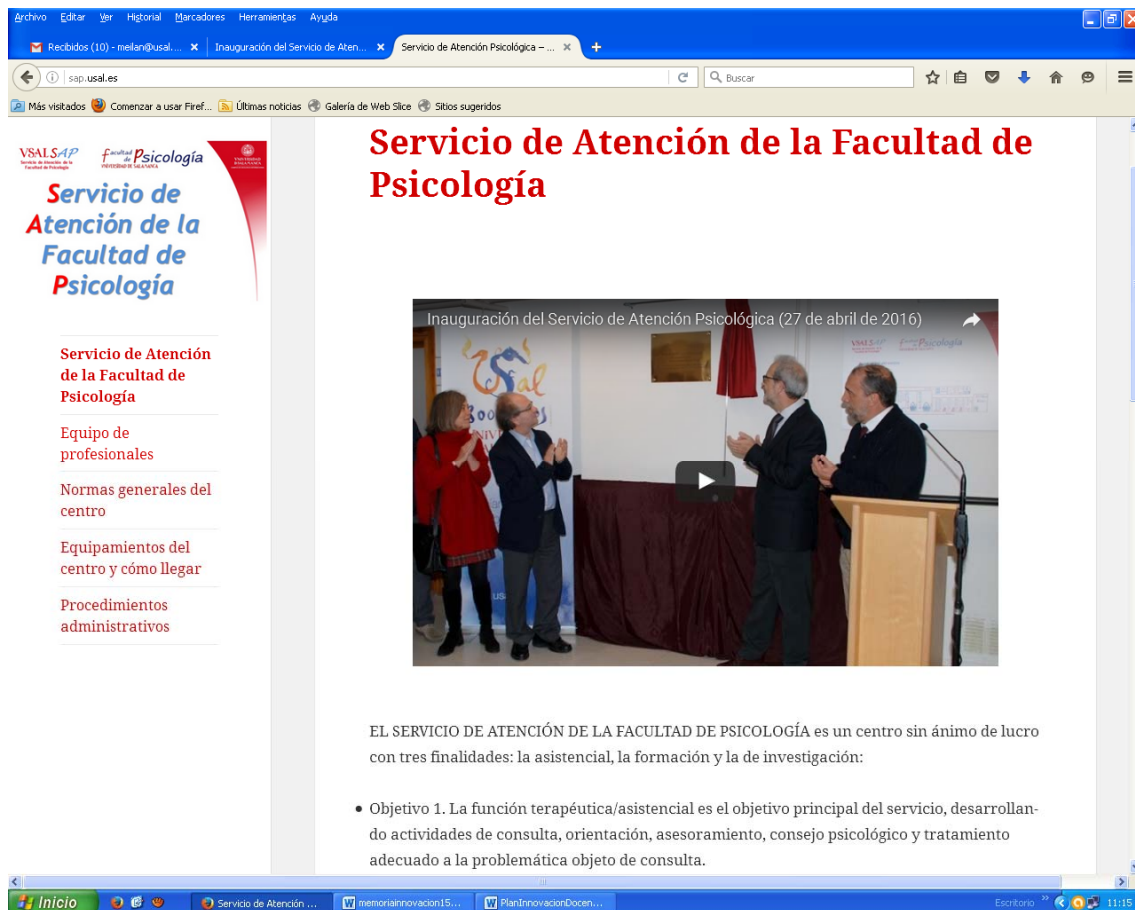 Archivo Editar Ver Historial Marcadores Herramientas Ayuda
Recibidos (10) - meilan@usal.... Inauguración del Servicio de Aten... Servicio de Atención Psicológica – ...
sap.usal.es Buscar
Más visitados Comenzar a usar Firef... Últimas noticias Galería de Web Slice Sitios sugeridos
VSALSAP Facultad de Psicología
Servicio de
Atención de la
Facultad de
Psicología
Servicio de Atención
de la Facultad de
Psicología
Equipo de
profesionales
Normas generales del
centro
Equipamientos del
centro y cómo llegar
Procedimientos
administrativos
Servicio de Atención de la Facultad de
Psicología
Inauguración del Servicio de Atención Psicológica (27 de abril de 2016)
EL SERVICIO DE ATENCIÓN DE LA FACULTAD DE PSICOLOGÍA es un centro sin ánimo de lucro
con tres finalidades: la asistencial, la formación y la de investigación:
• Objetivo 1. La función terapéutica/asistencial es el objetivo principal del servicio, desarrollan-
do actividades de consulta, orientación, asesoramiento, consejo psicológico y tratamiento
adecuado a la problemática objeto de consulta.
Inicio Servicio de Atención ... memoriainnovacion15... PlanInnovacionDocen... Escritorio 11:15